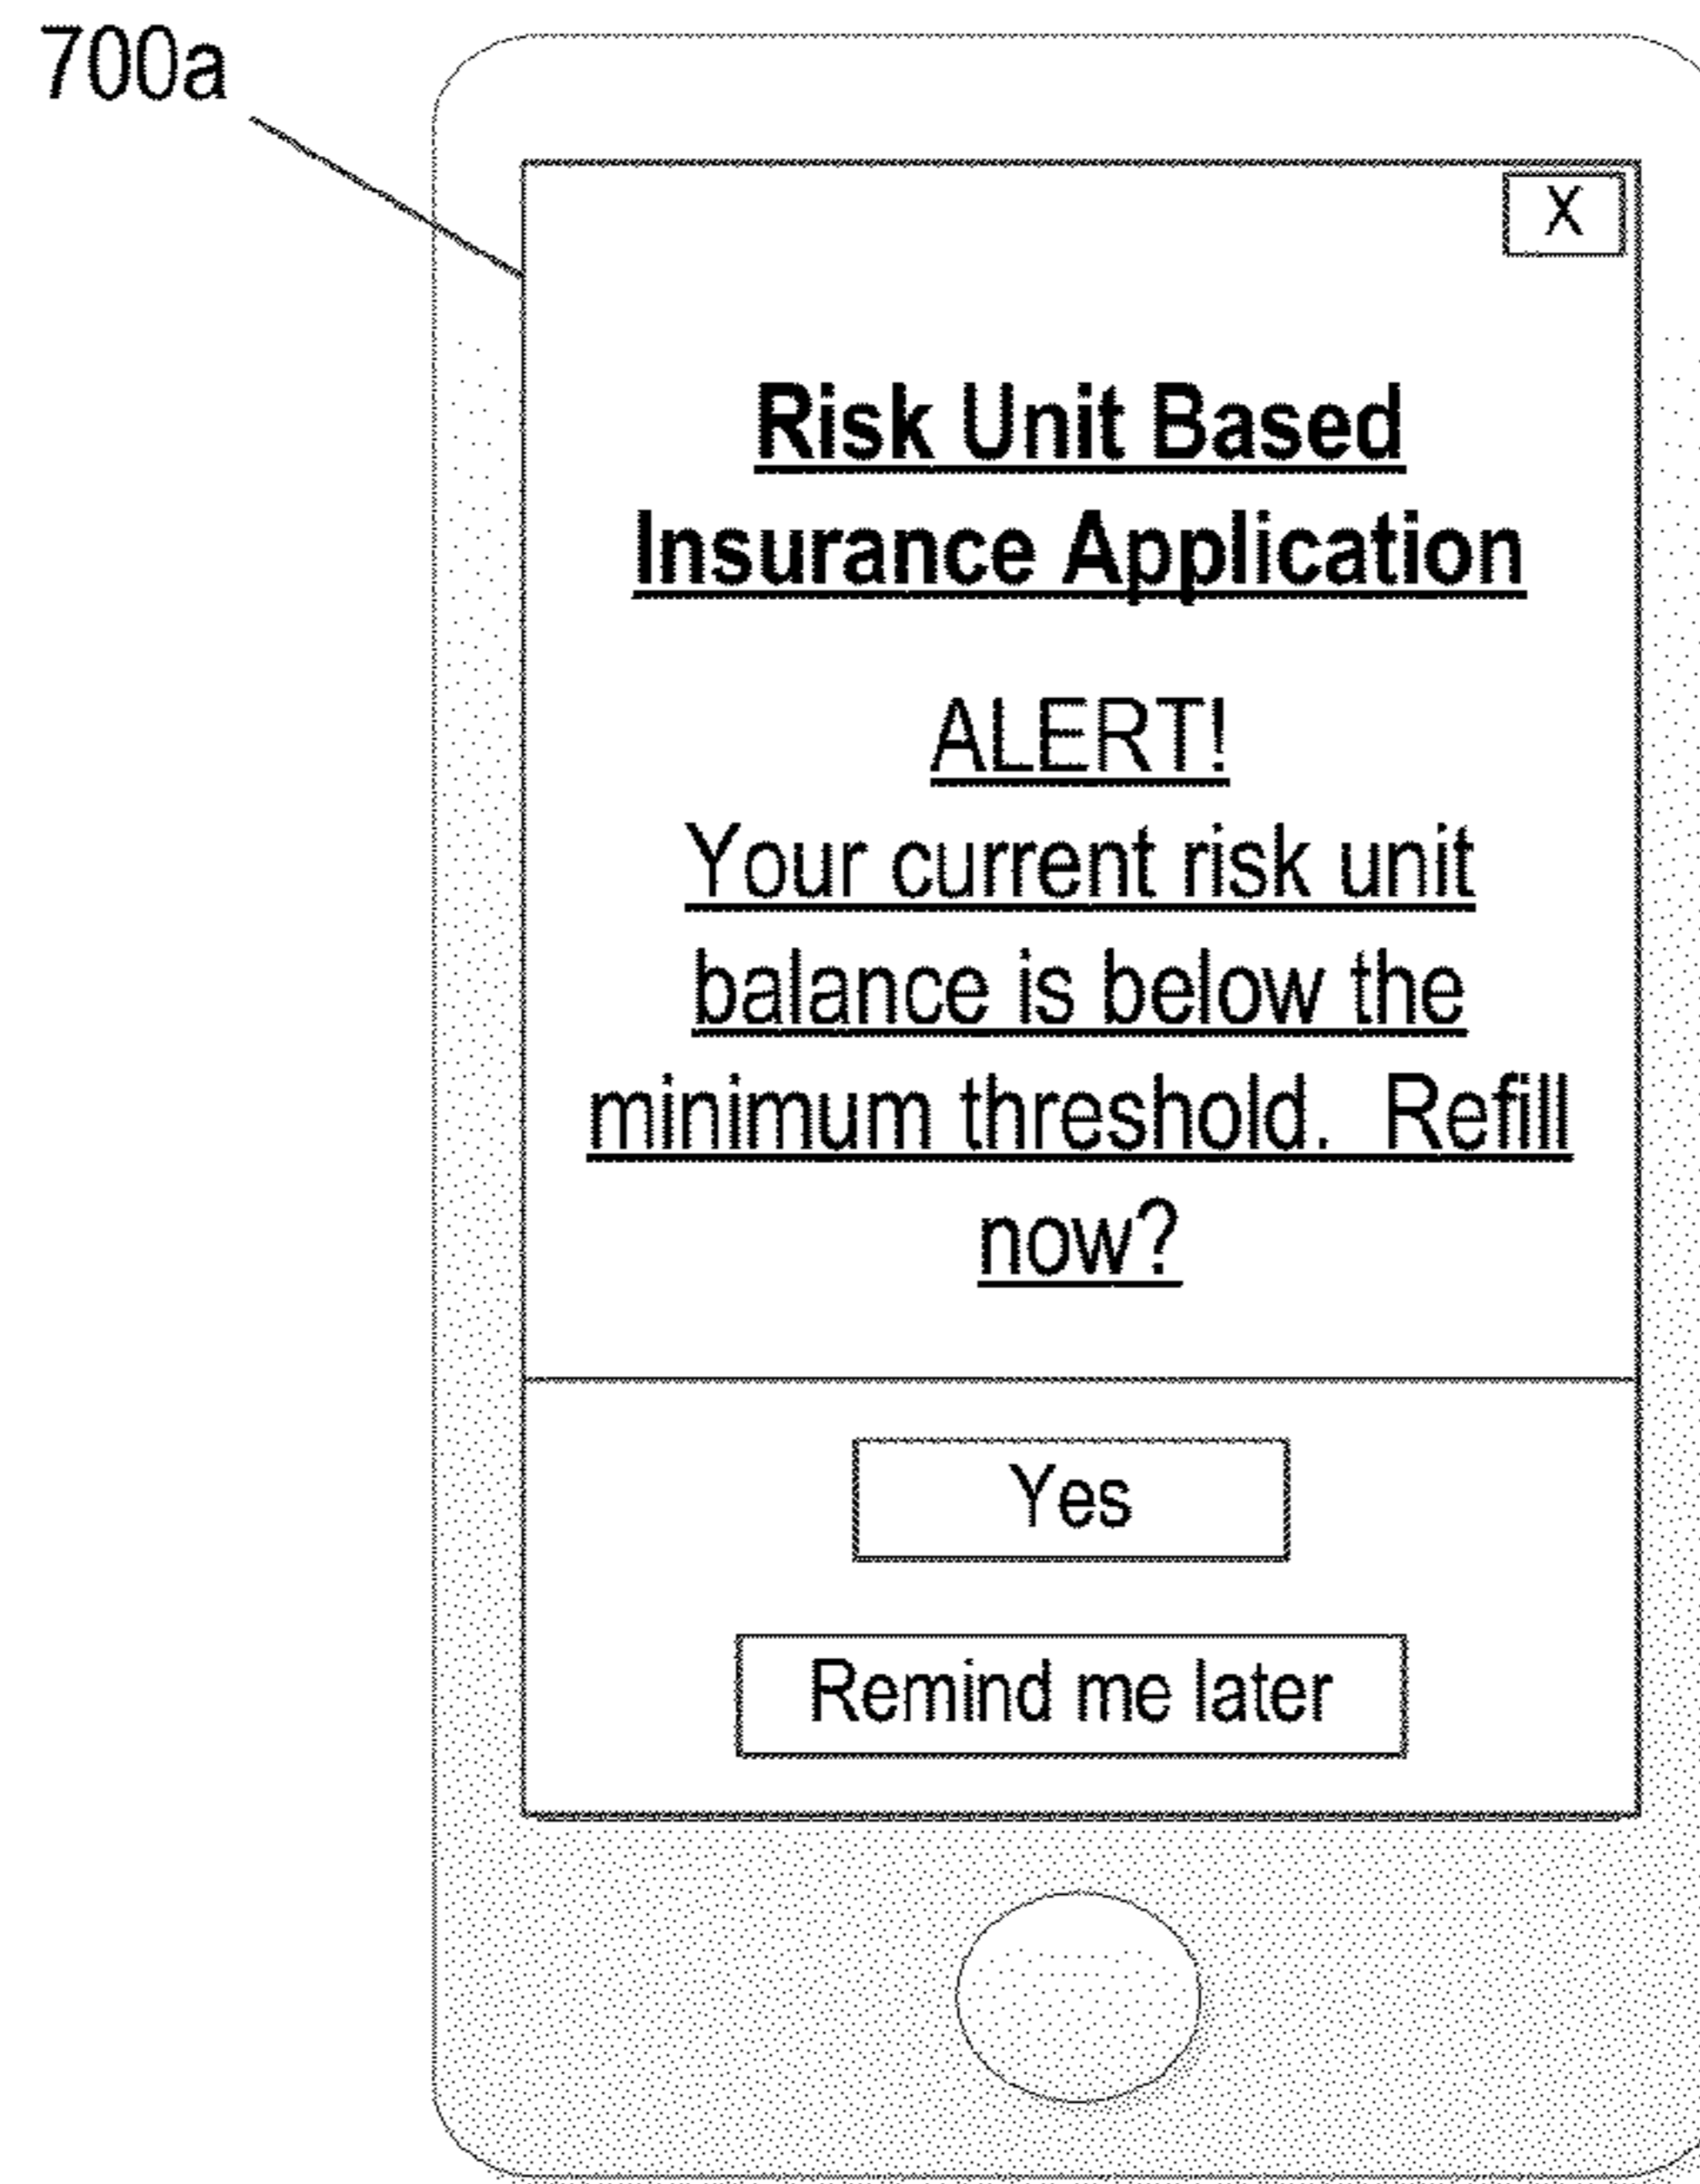 700a
X
Risk Unit Based
Insurance Application
ALERT!
Your current risk unit
balance is below the
minimum threshold.  Refill
now?
Yes
Remind me later